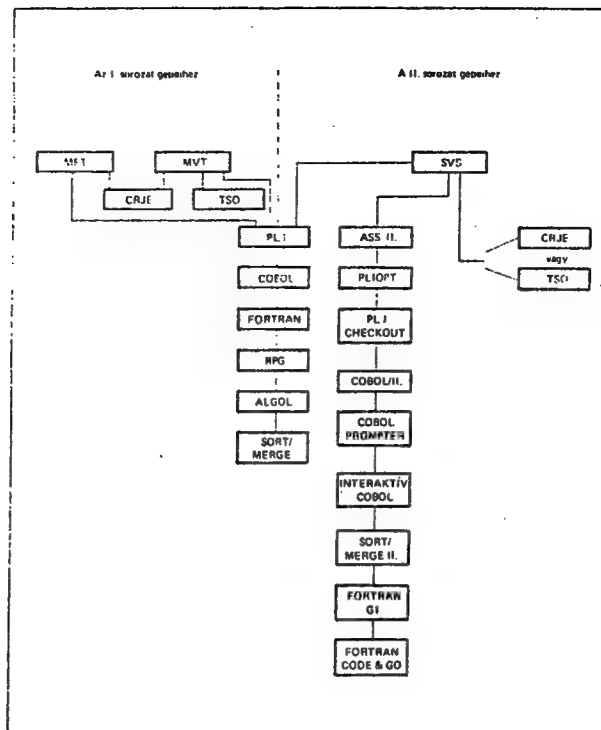 Az I. sorozat gépeihez
A II. sorozat gépeihez
MFT
MVT
SVS
CRJE
TSO
PL I
ASS II.
CRJE
vagy
TSO
COBOL
PLIOPT
FORTRAN
PL I
CHECKOUT
RPG
COBOL/II.
ALGOL
COBOL
PROMPTER
SORT/
MERGE
INTERAKTÍV
COBOL
SORT/
MERGE II.
FORTRAN
G1
FORTRAN
CODE & GO